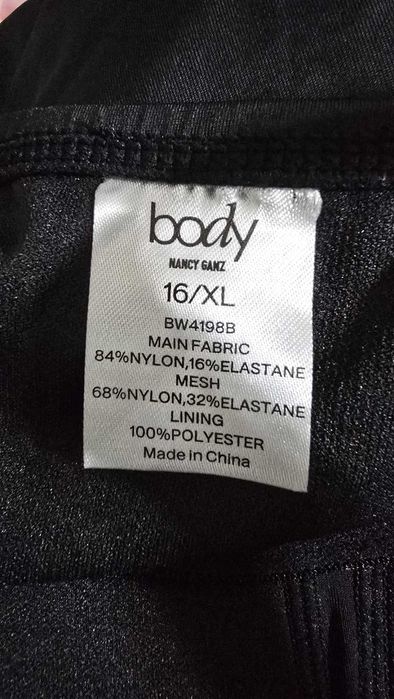 body
NANCY GANZ
16/XL
BW4198B
MAIN FABRIC
84%NYLON,16%ELASTANE
MESH
68%NYLON,32%ELASTANE
LINING
100%POLYESTER
Made in China